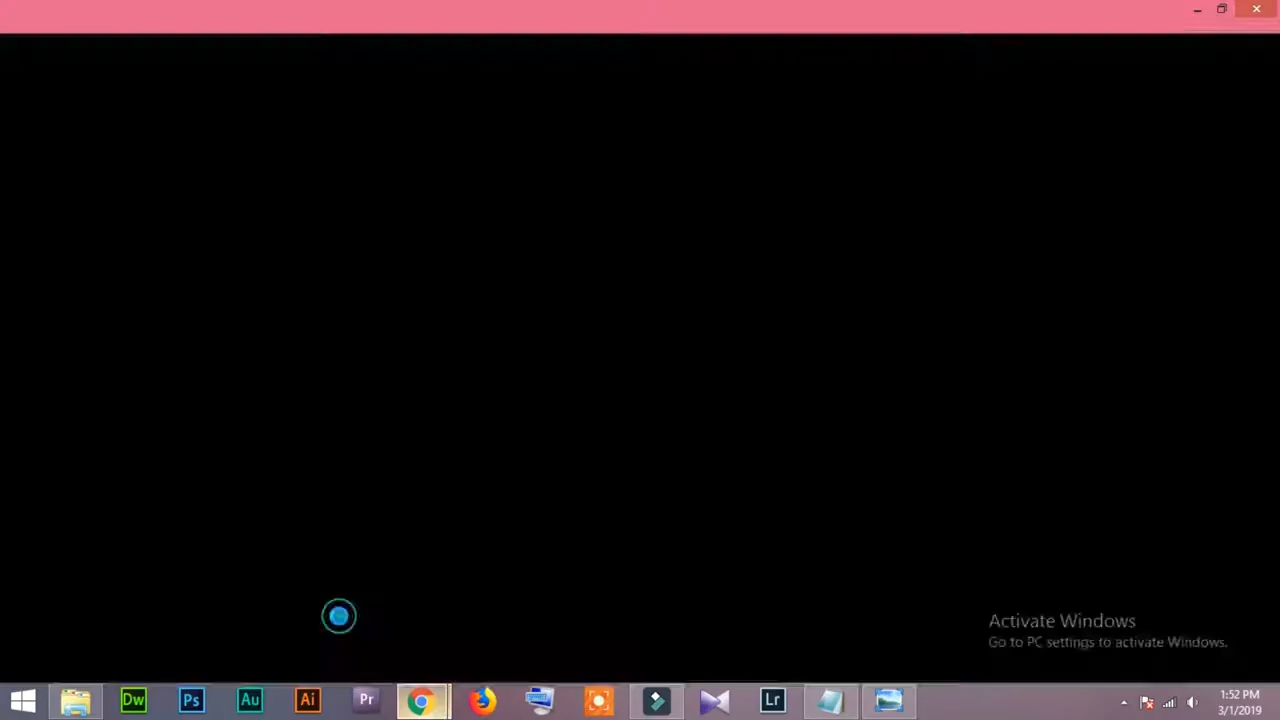 Activate Windows
Go to PC settings to activate Windows.
Dw
Ps
Au
Ai
Pr
Lr
1:52 PM
3/1/2019